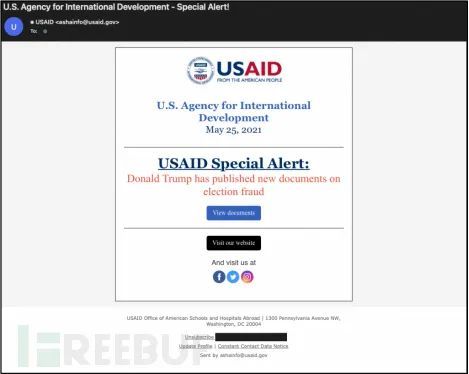 U.S. Agency for International Development - Special Alert!
U
USAID <ashainfo@usaid.gov>
To:
USAID
FROM THE AMERICAN PEOPLE
U.S. Agency for International
Development
May 25, 2021
USAID Special Alert:
Donald Trump has published new documents on
election fraud
View documents
Visit our website
And visit us at
USAID Office of American Schools and Hospitals Abroad | 1300 Pennsylvania Avenue NW,
Washington, DC 20004
Unsubscribe
Update Profile | Constant Contact Data Notice
Sent by ashainfo@usaid.gov
FREEBUF